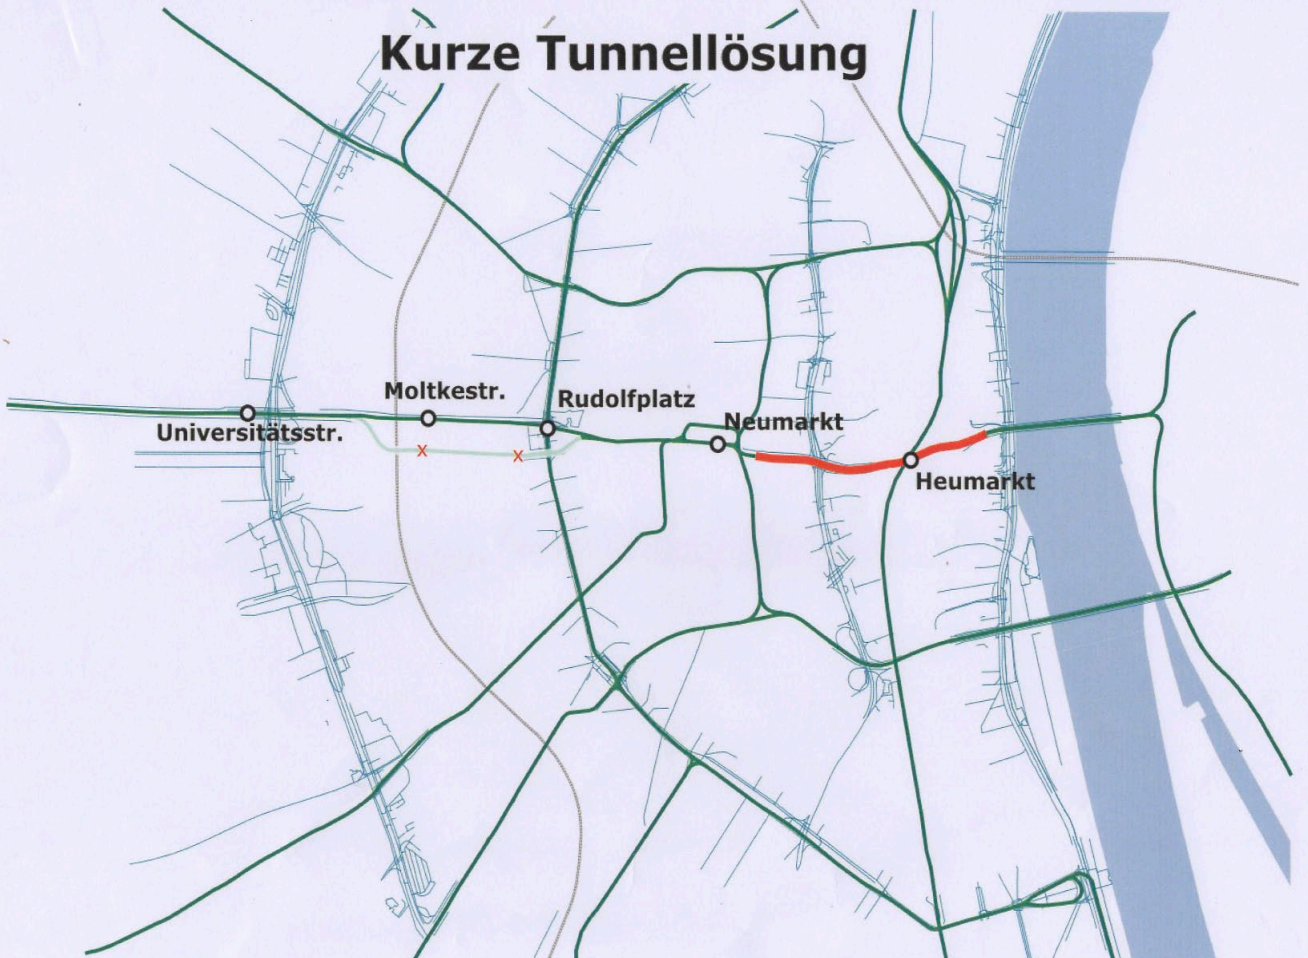 Kurze Tunnellösung
Moltkestr.
Rudolfplatz
Neumarkt
Universitätsstr.
x
x
Heumarkt